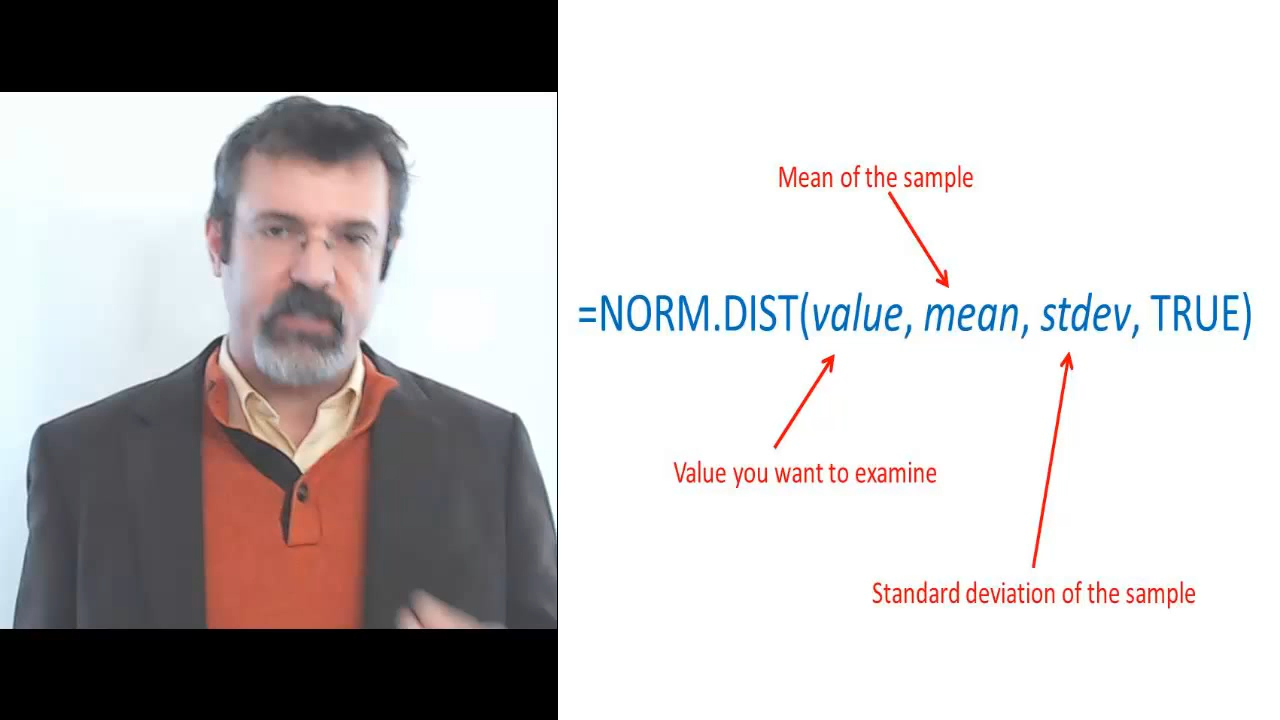 Mean of the sample
=NORM.DIST(value, mean, stdev, TRUE)
Value you want to examine
Standard deviation of the sample